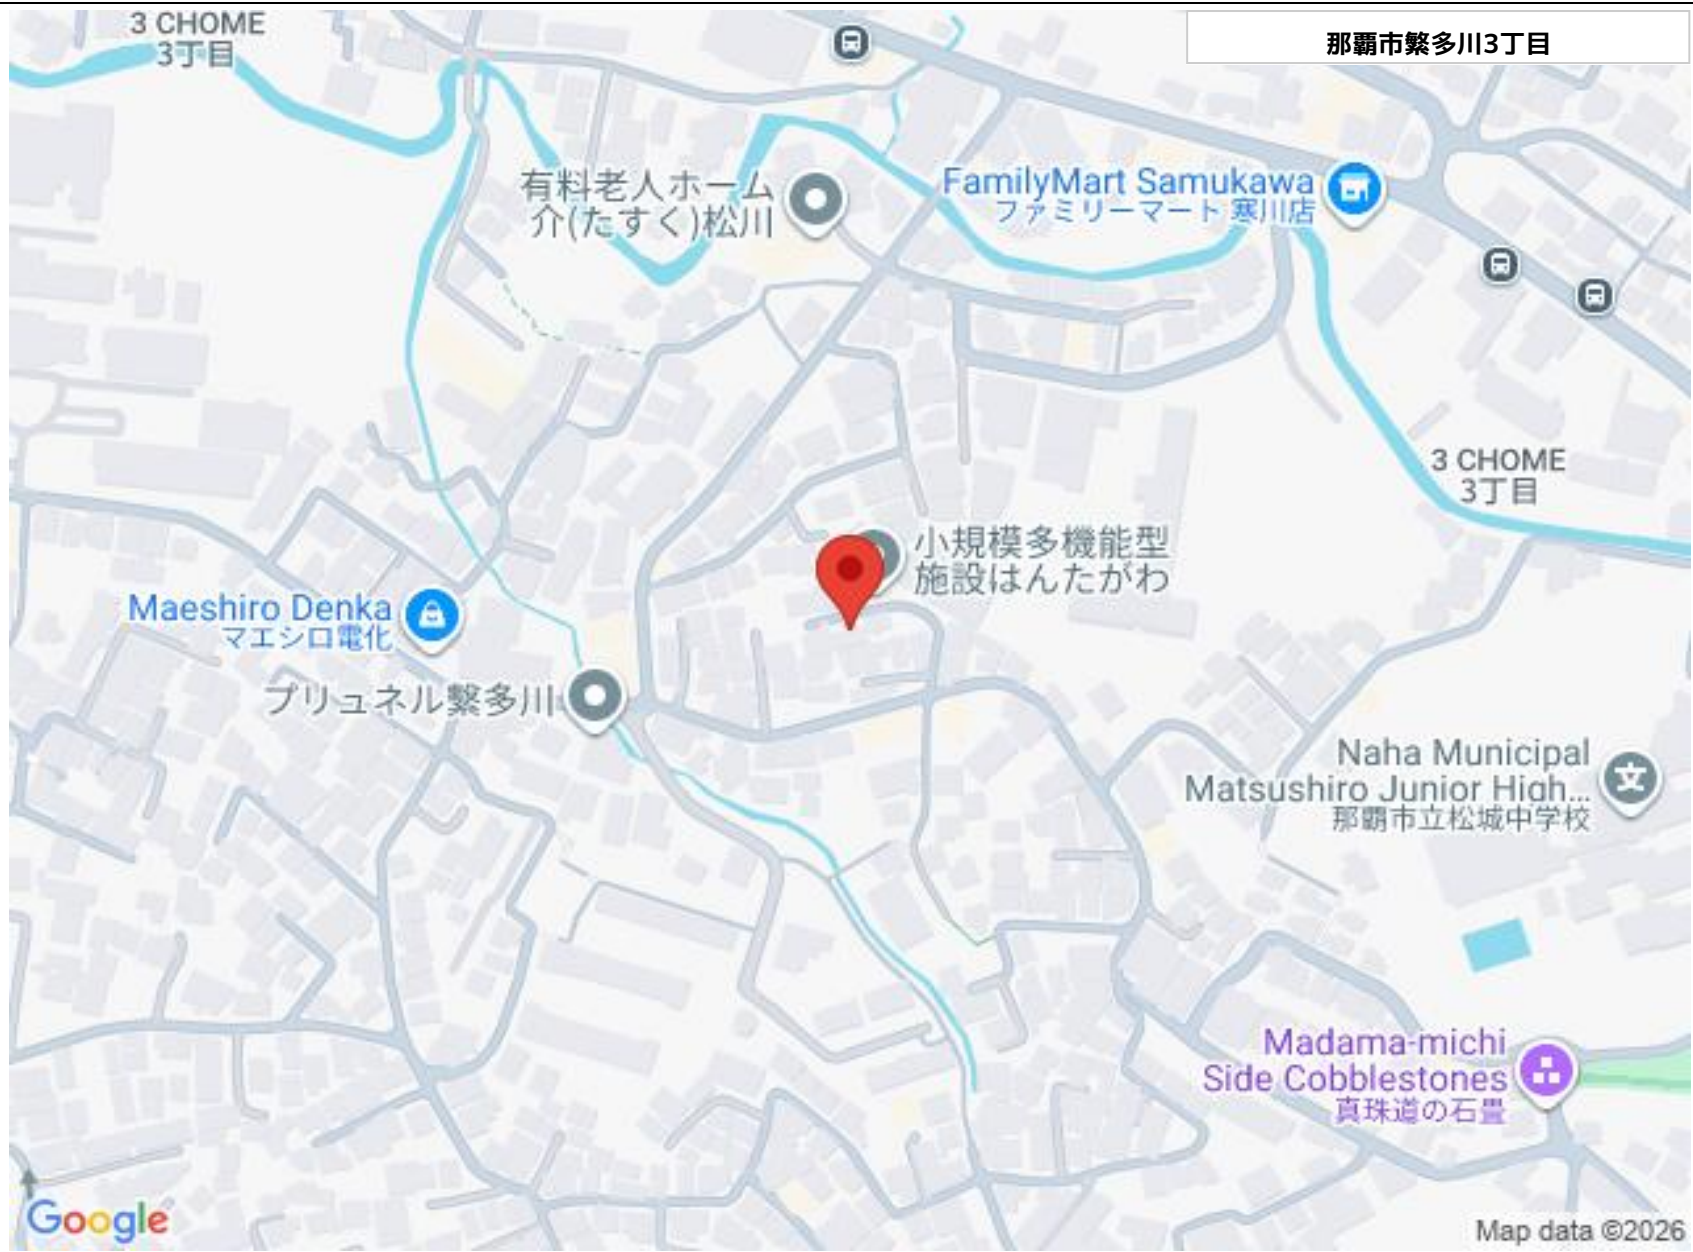 3 CHOME
3丁目
那覇市繁多川3丁目
有料老人ホーム
介(たすく)松川
FamilyMart Samukawa
ファミリーマート 寒川店
3 CHOME
3丁目
小規模多機能型
施設はんたがわ
Maeshiro Denka
マエシロ電化
プリュネル繁多川
Naha Municipal
Matsushiro Junior High...
那覇市立松城中学校
文
Madama-michi
Side Cobblestones
真珠道の石畳
Google
Map data ©2026